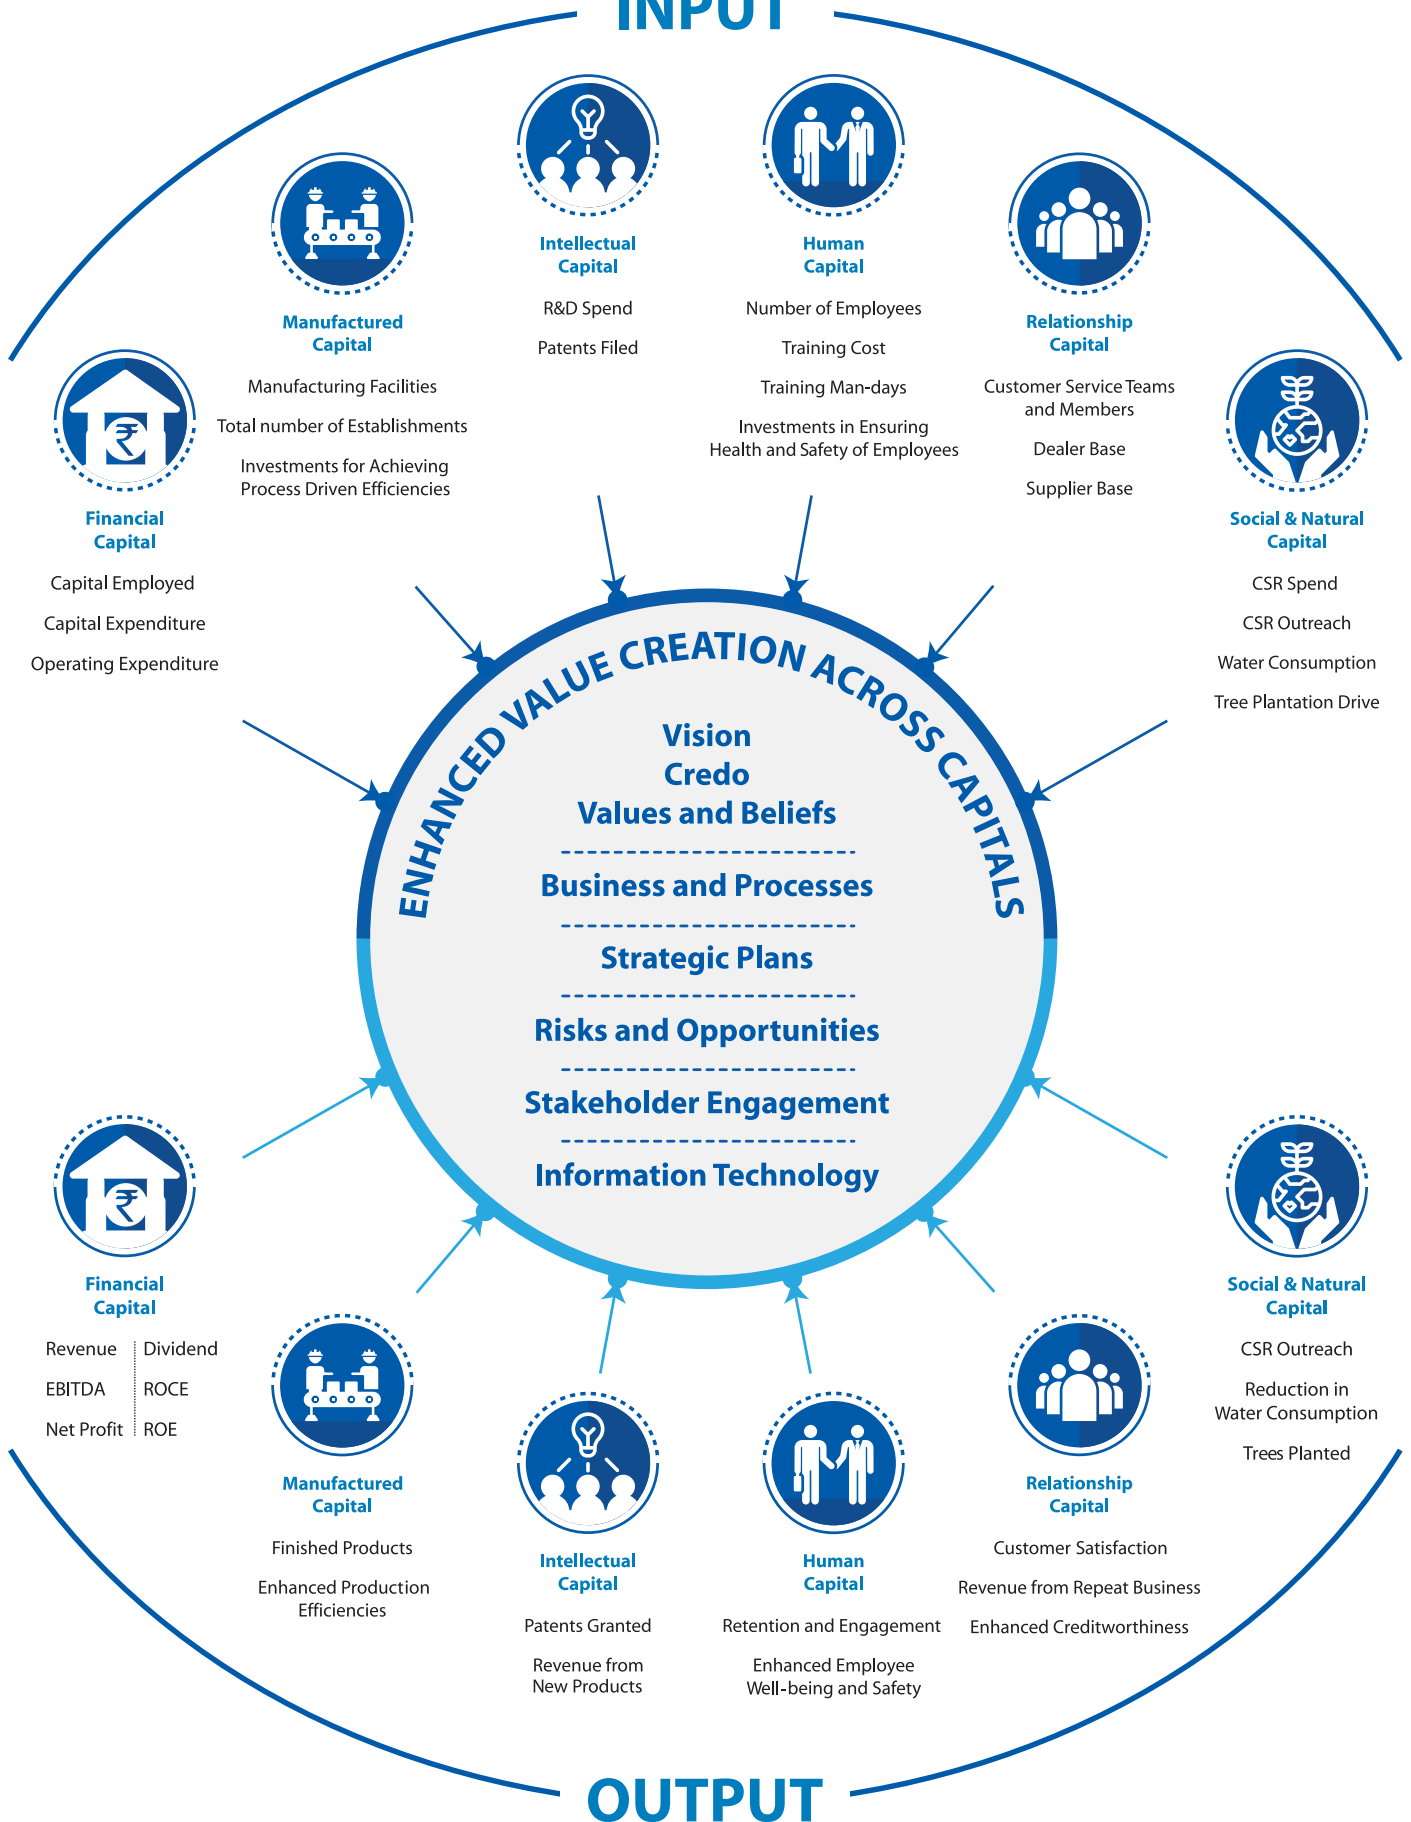 INPUT
Intellectual
Capital
R&D Spend
Patents Filed
Human
Capital
Number of Employees
Training Cost
Training Man-days
Investments in Ensuring
Health and Safety of Employees
Manufactured
Capital
Manufacturing Facilities
Total number of Establishments
Investments for Achieving
Process Driven Efficiencies
Relationship
Capital
Customer Service Teams
and Members
Dealer Base
Supplier Base
Financial
Capital
Capital Employed
Capital Expenditure
Operating Expenditure
Social & Natural
Capital
CSR Spend
CSR Outreach
Water Consumption
Tree Plantation Drive
ENHANCED VALUE CREATION ACROSS CAPITALS
Vision
Credo
Values and Beliefs
Business and Processes
Strategic Plans
Risks and Opportunities
Stakeholder Engagement
Information Technology
Financial
Capital
Revenue Dividend
EBITDA ROCE
Net Profit ROE
Social & Natural
Capital
CSR Outreach
Reduction in
Water Consumption
Trees Planted
Manufactured
Capital
Finished Products
Enhanced Production
Efficiencies
Relationship
Capital
Customer Satisfaction
Revenue from Repeat Business
Enhanced Creditworthiness
Intellectual
Capital
Patents Granted
Revenue from
New Products
Human
Capital
Retention and Engagement
Enhanced Employee
Well-being and Safety
OUTPUT